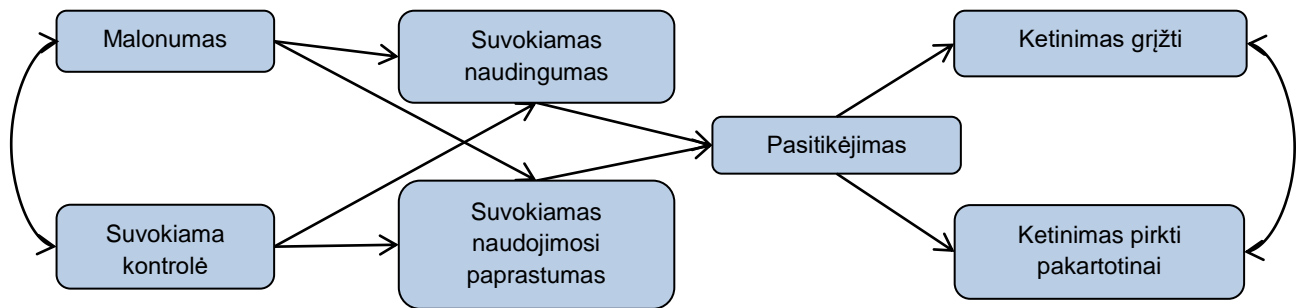 Malonumas
Suvokiamas
naudingumas
Ketinimas grįžti
Pasitikėjimas
Suvokiama
kontrolė
Suvokiamas
naudojimosi
paprastumas
Ketinimas pirkti
pakartotinai